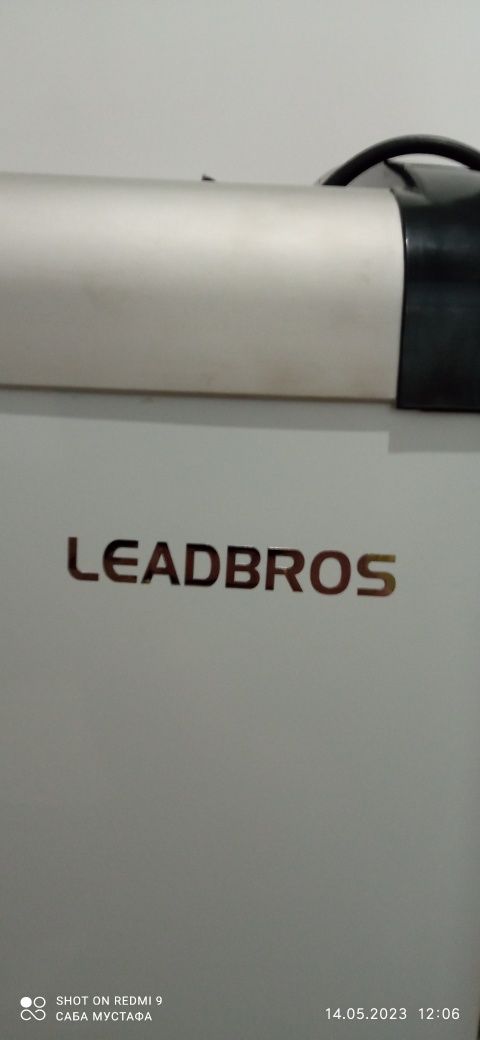 LEADBROS
SHOT ON REDMI 9
САБА МУСТАФА
14.05.2023 12:06